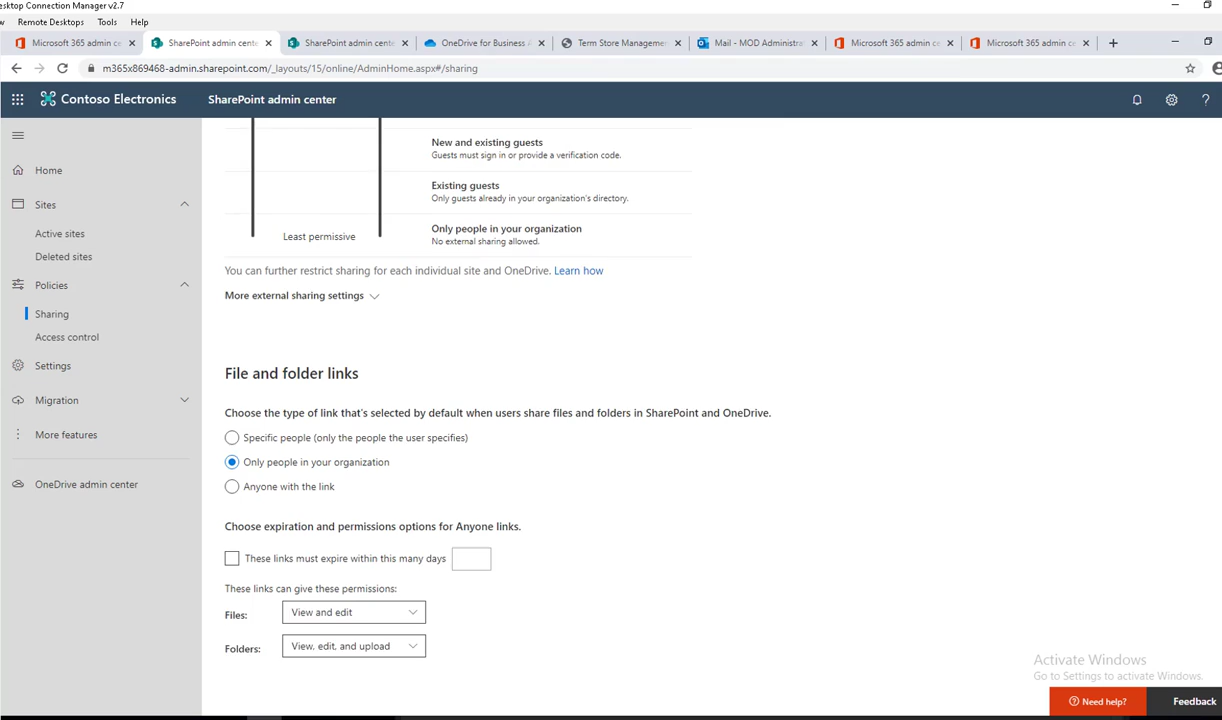 esktop Connection Manager v2.7
w Remote Desktops Tools Help
Microsoft 365 admin ce
SharePoint admin cente
SharePoint admin cente
OneDrive for Business A
Term Store Manageme
Mail - MOD Administra
Microsoft 365 admin c
Microsoft 365 admin c
m365x869468-admin.sharepoint.com/_layouts/15/online/AdminHome.aspx#/sharing
Contoso Electronics
SharePoint admin center
Home
Sites
Active sites
Deleted sites
Policies
Sharing
Access control
Settings
Migration
More features
OneDrive admin center
New and existing guests
Guests must sign in or provide a verification code.
Existing guests
Only guests already in your organization's directory.
Only people in your organization
No external sharing allowed.
Least permissive
You can further restrict sharing for each individual site and OneDrive. Learn how
More external sharing settings
File and folder links
Choose the type of link that's selected by default when users share files and folders in SharePoint and OneDrive.
Specific people (only the people the user specifies)
Only people in your organization
Anyone with the link
Choose expiration and permissions options for Anyone links.
These links must expire within this many days
These links can give these permissions:
Files: View and edit
Folders: View, edit, and upload
Activate Windows
Go to Settings to activate Windows.
Need help?
Feedback